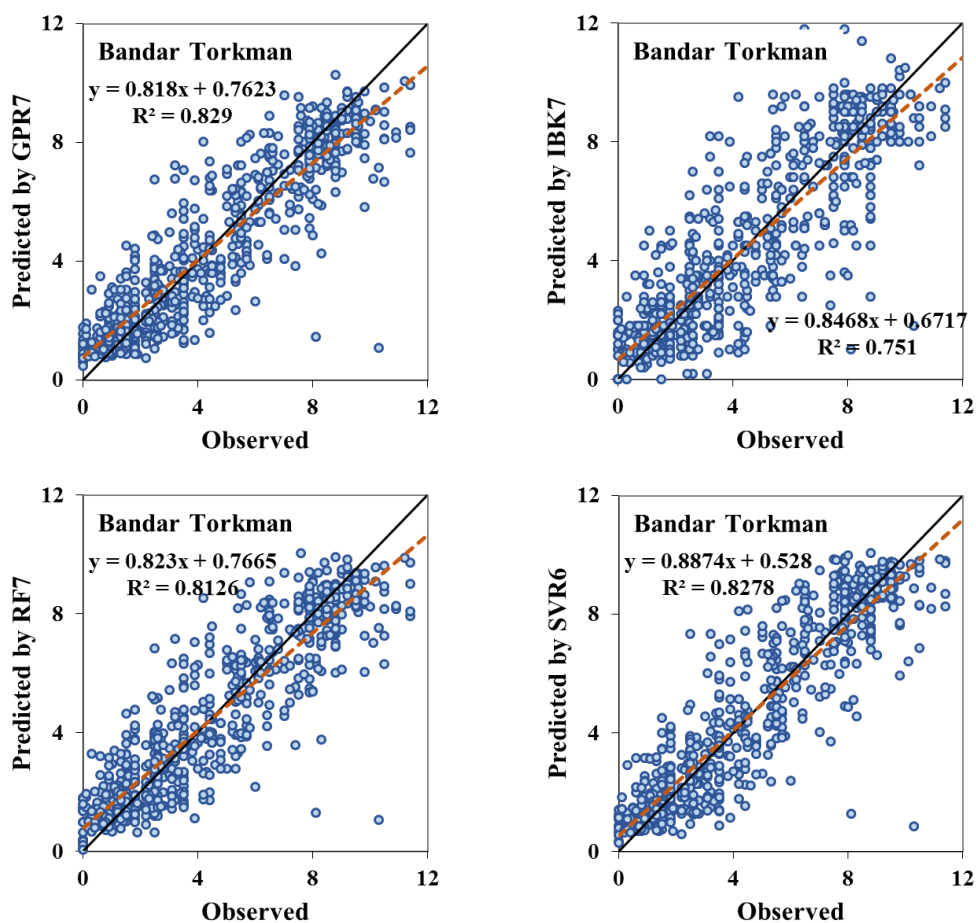 12
8
4
0
Predicted by GPR7
Bandar Torkman
y = 0.818x + 0.7623
R² = 0.829
0 4 8 12
Observed
12
8
4
0
Predicted by IBK7
Bandar Torkman
y = 0.8468x + 0.6717
R² = 0.751
0 4 8 12
Observed
12
8
4
0
Predicted by RF7
Bandar Torkman
y = 0.823x + 0.7665
R² = 0.8126
0 4 8 12
Observed
12
8
4
0
Predicted by SVR6
Bandar Torkman
y = 0.8874x + 0.528
R² = 0.8278
0 4 8 12
Observed